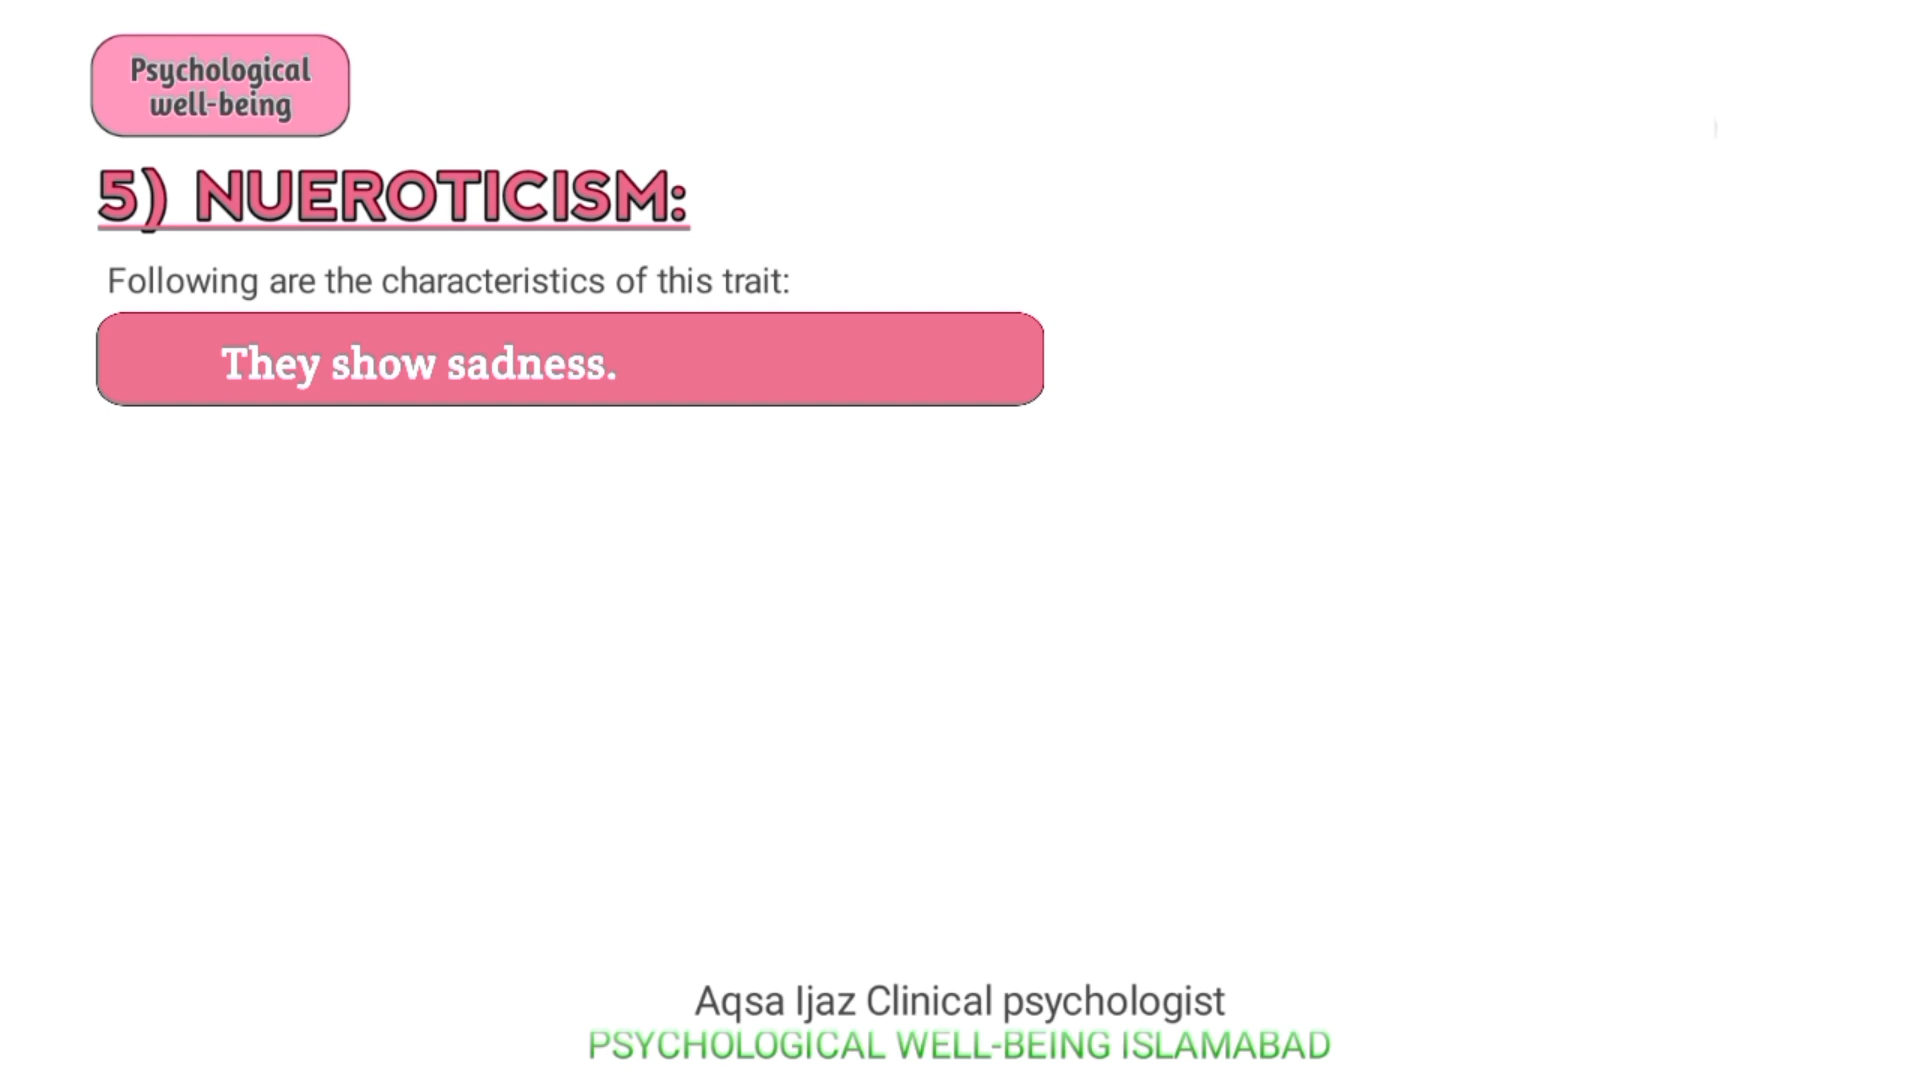 Psychological
well-being
5) NUEROTICISM:
Following are the characteristics of this trait:
They show sadness.
Aqsa Ijaz Clinical psychologist
PSYCHOLOGICAL WELL-BEING ISLAMABAD